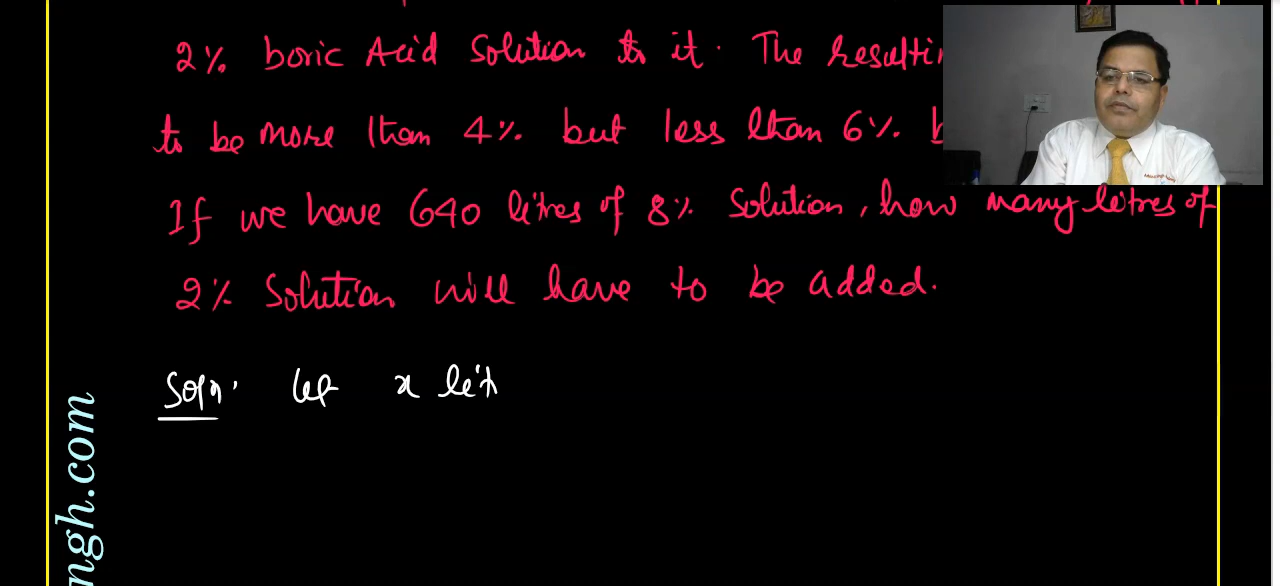 2% boric Acid Solution to it. The
to be more than 4% but less than 6%
If we have 640 litres of 8% Solution, how many litres of
2% Solution will have to be added.
Soln. let x lit
ngh.com